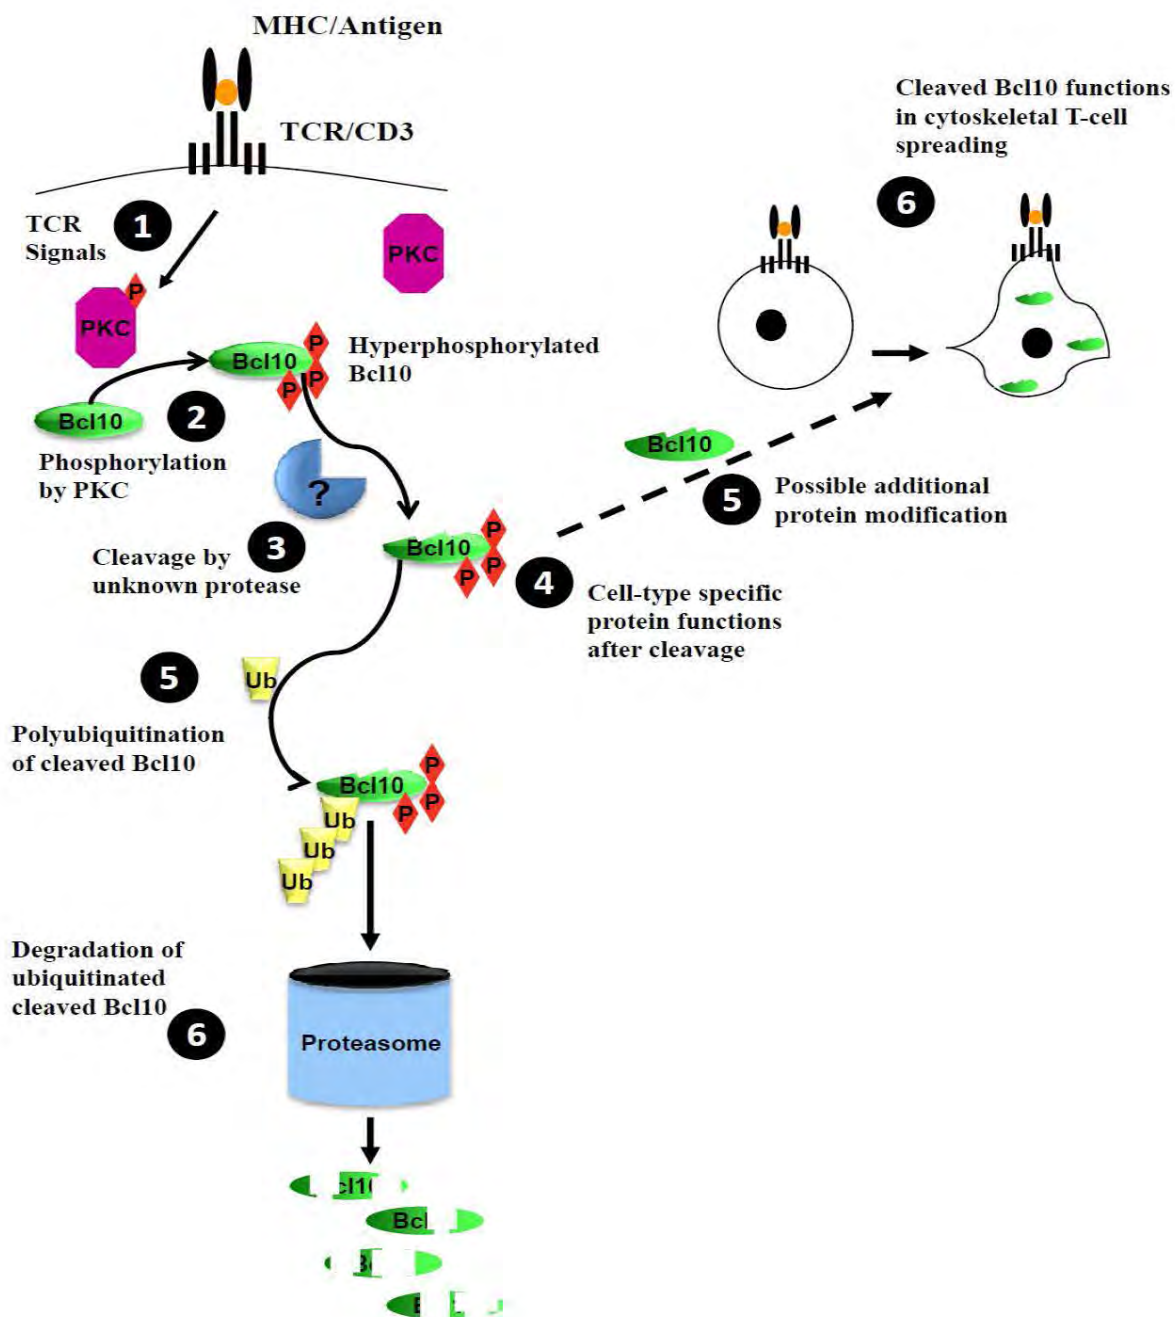 MHC/Antigen
TCR/CD3
TCR
Signals
1
PKC
P
PKC
Bcl10
P
P
P
Hyperphosphorylated
Bcl10
Bcl10
2
Phosphorylation
by PKC
?
3
Cleavage by
unknown protease
Bcl10
P
P
P
4
Cell-type specific
protein functions
after cleavage
Bcl10
5
Possible additional
protein modification
6
Cleaved Bcl10 functions
in cytoskeletal T-cell
spreading
5
Ub
Polyubiquitination
of cleaved Bcl10
Bcl10
P
P
P
Ub
Ub
Ub
Degradation of
ubiquitinated
cleaved Bcl10
6
Proteasome
cl10
Bcl